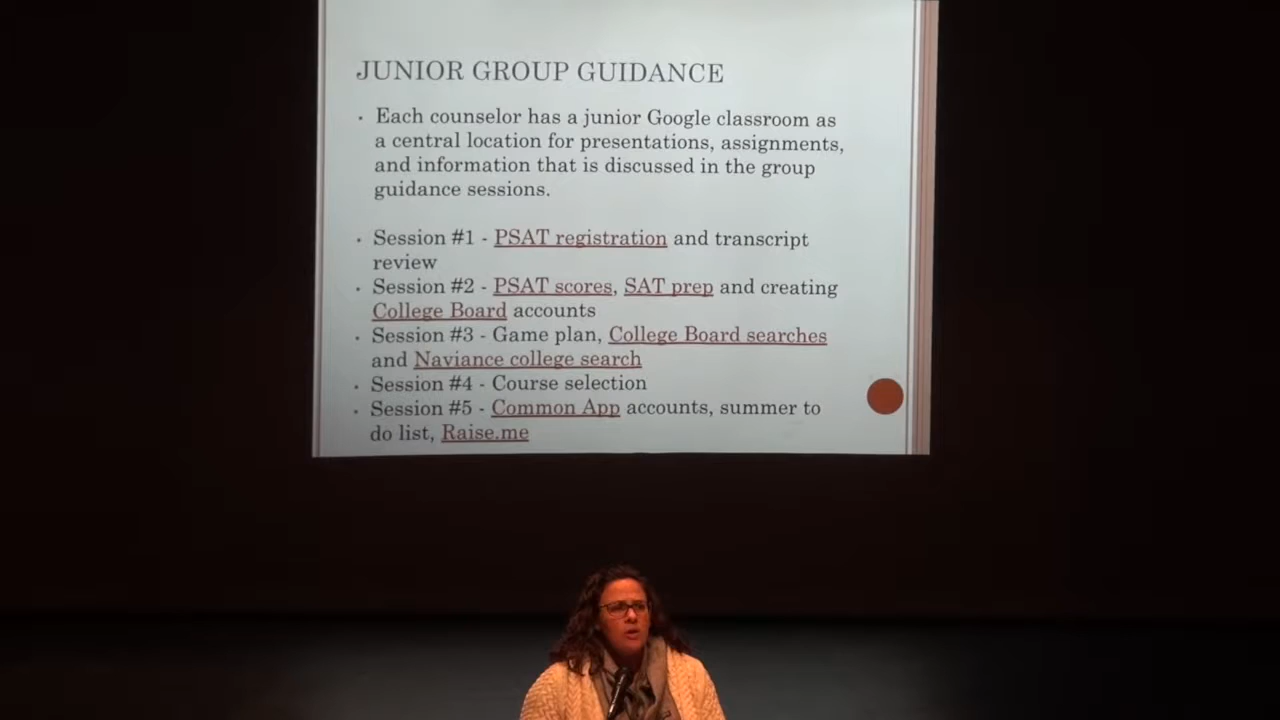 JUNIOR GROUP GUIDANCE
• Each counselor has a junior Google classroom as
a central location for presentations, assignments,
and information that is discussed in the group
guidance sessions.
• Session #1 - PSAT registration and transcript
review
• Session #2 - PSAT scores, SAT prep and creating
College Board accounts
• Session #3 - Game plan, College Board searches
and Naviance college search
• Session #4 - Course selection
• Session #5 - Common App accounts, summer to
do list, Raise.me